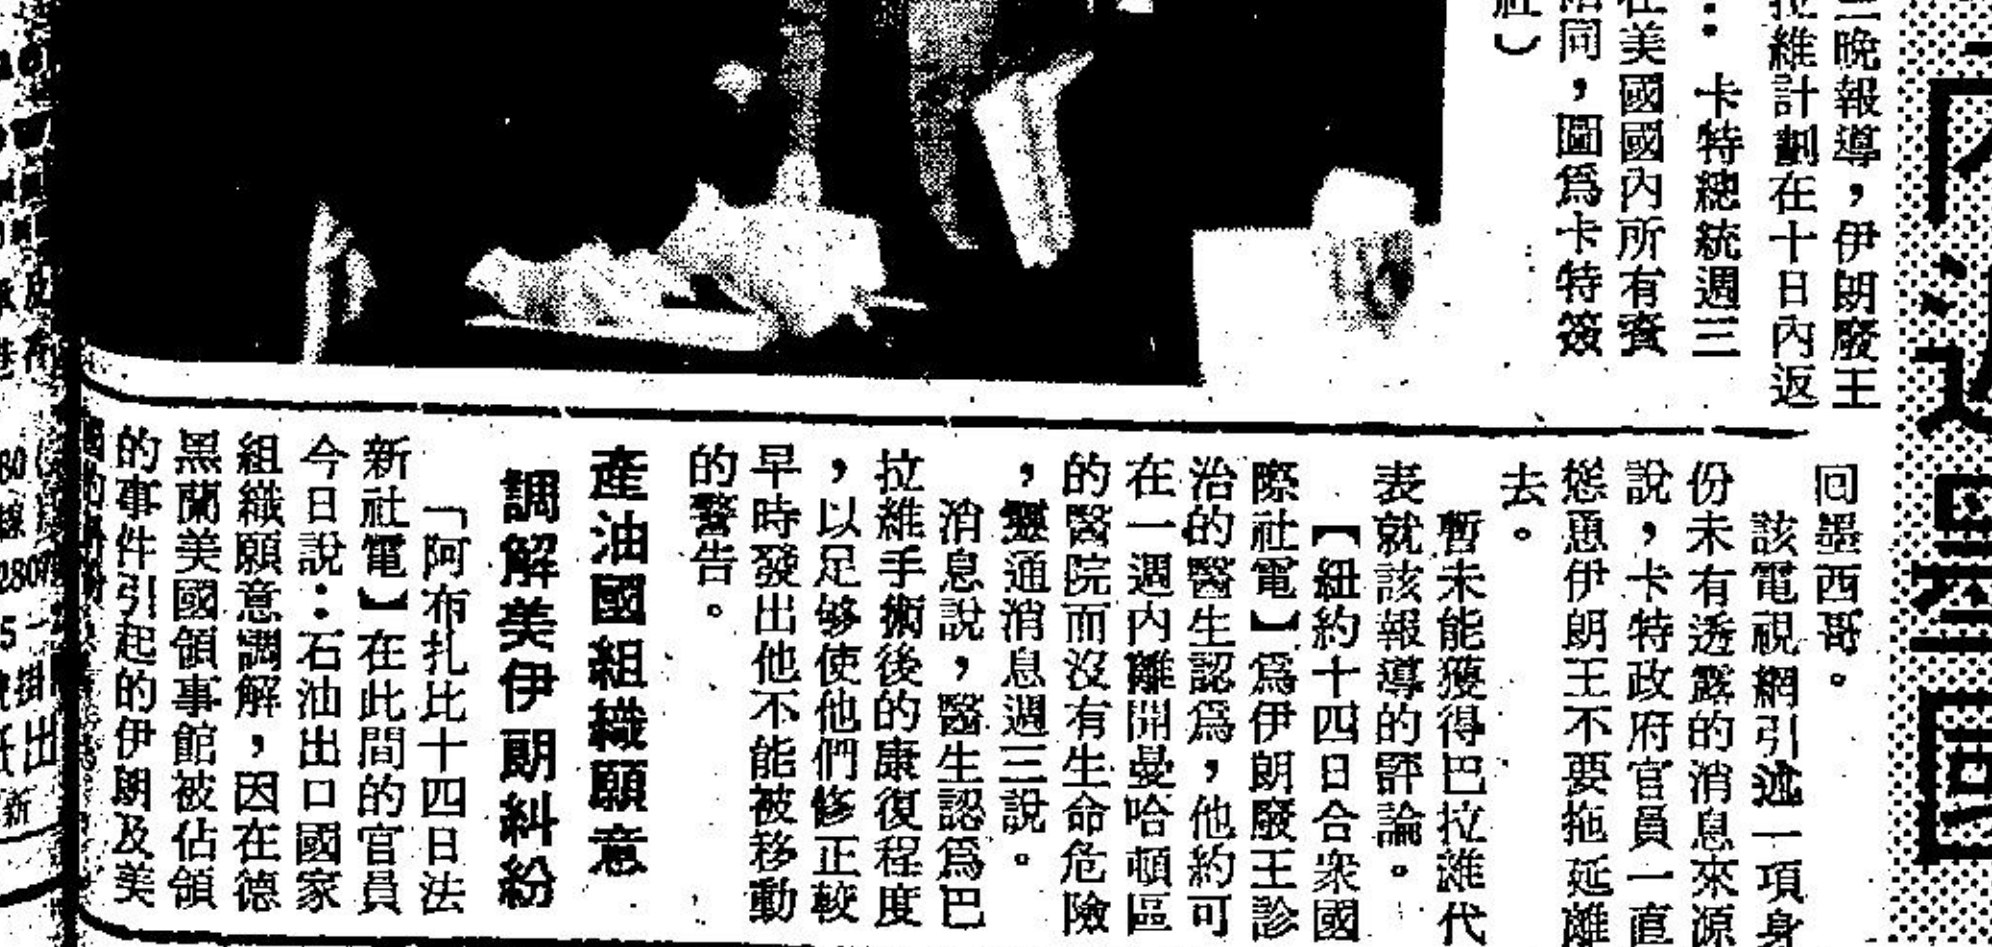 三晚報導，伊朗廢王
拉維計劃在十日內返
：卡特總統週三
在美國國內所有資
陪同，圖為卡特簽
社）
回墨西哥。
該電視網引述一項身
份未有透露的消息來源
說，卡特政府官員一直
慫恿伊朗王不要拖延離
去。
暫未能獲得巴拉維代
表就該報導的評論。
【紐約十四日合衆國
際社電】為伊朗廢王診
治的醫生認為，他約可
在一週內離開曼哈頓區
的醫院而沒有生命危險
，靈通消息週三說。
消息說，醫生認為巴
拉維手術後的康復程度
，以足够使他們修正較
早時發出他不能被移動
的警告。
產油國組織願意
調解美伊朗糾紛
「阿布扎比十四日法
新社電】在此間的官員
今日說：石油出口國家
組織願意調解，因在德
黑蘭美國領事館被佔領
的事件引起的伊朗及美
國的糾紛